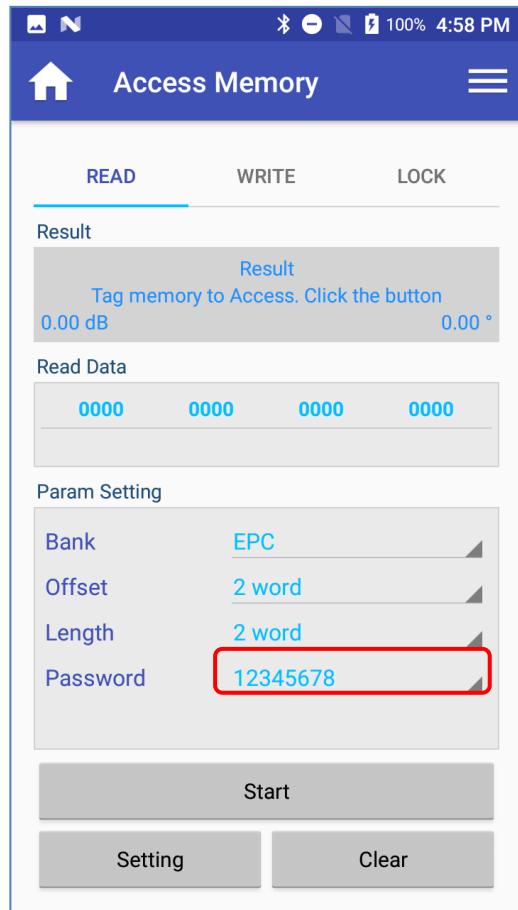 100% 4:58 PM
Access Memory
READ WRITE LOCK
Result
Result
Tag memory to Access. Click the button
0.00 dB 0.00 °
Read Data
0000 0000 0000 0000
Param Setting
Bank EPC
Offset 2 word
Length 2 word
Password 12345678
Start
Setting Clear